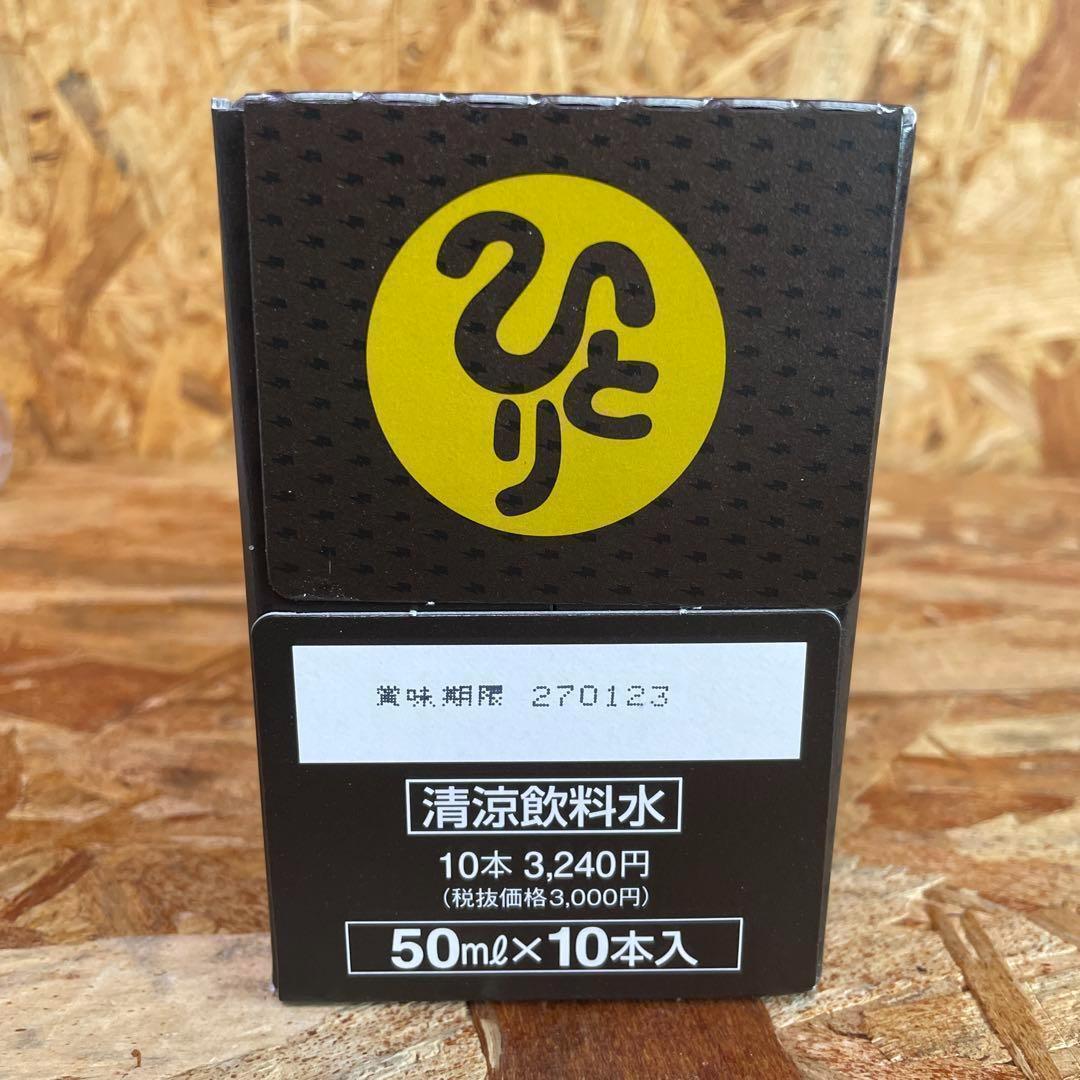 ひとり
賞味期限 270123
清涼飲料水
10本 3,240円
(税抜価格3,000円)
50mℓ×10本入